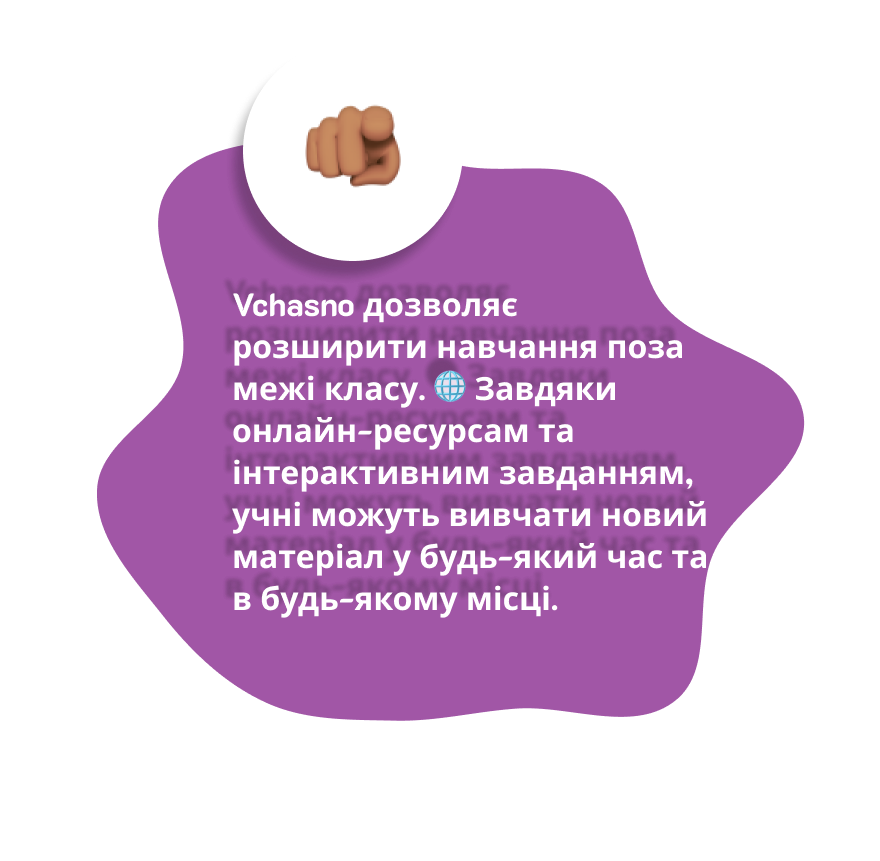 Vchasno дозволяє
розширити навчання поза
межі класу. 🌐 Завдяки
онлайн-ресурсам та
інтерактивним завданням,
учні можуть вивчати новий
матеріал у будь-який час та
в будь-якому місці.